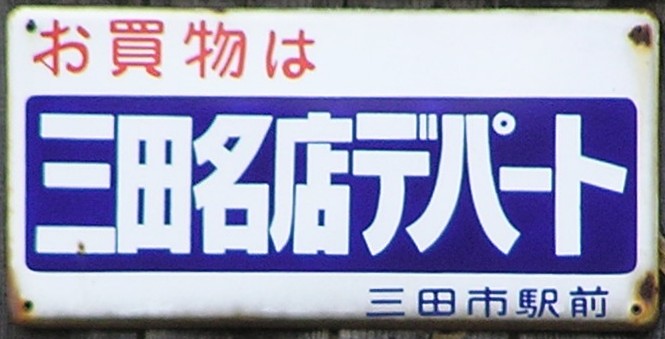 お買物は
三田名店デパート
三田市駅前